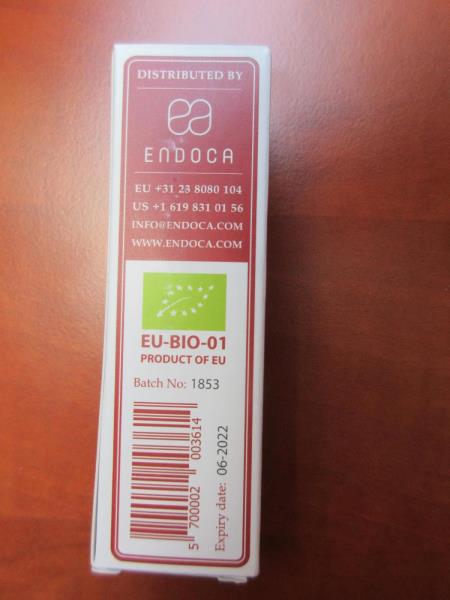 DISTRIBUTED BY
ENDOCA
EU +31 23 8080 104
US +1 619 831 01 56
INFO@ENDOCA.COM
WWW.ENDOCA.COM
EU-BIO-01
PRODUCT OF EU
Batch No: 1853
5 700002 003614
Expiry date: 06-2022